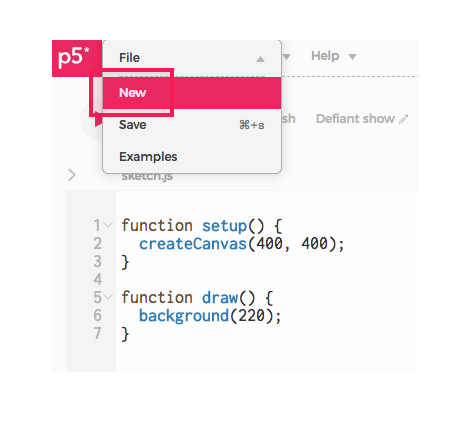 p5*
File
Help
New
sh
Defiant show
Save ⌘+s
Examples
sketch.js
1 function setup() {
2 createCanvas(400, 400);
3 }
4
5 function draw() {
6 background(220);
7 }